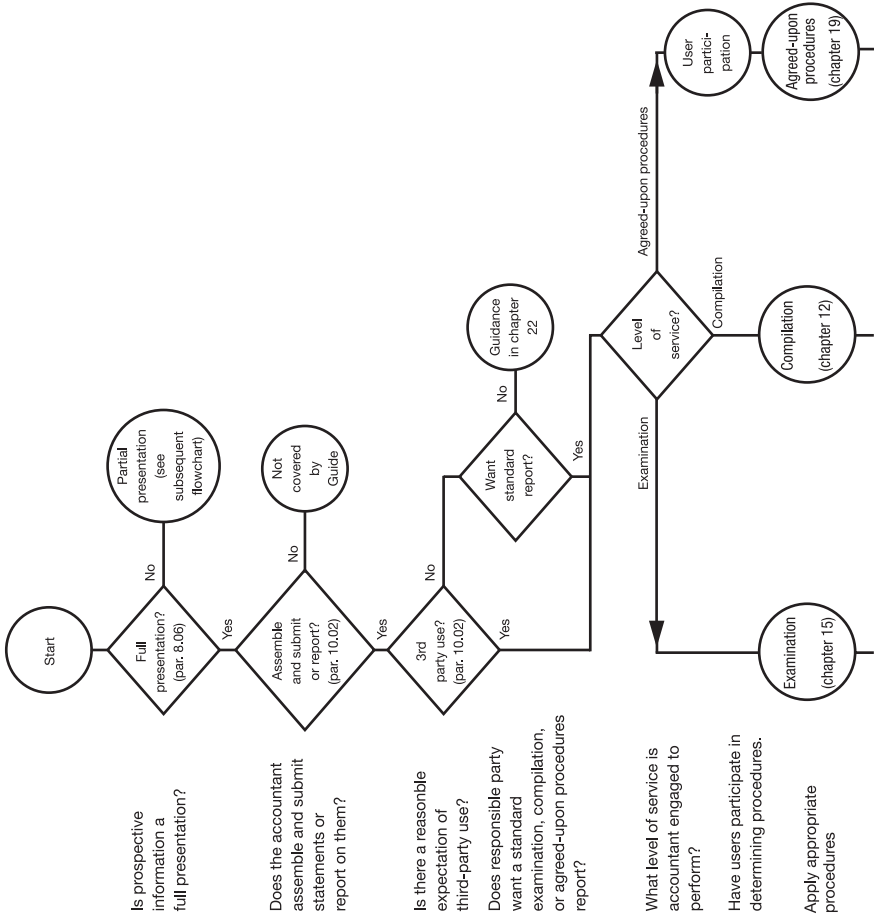 Start
Is prospective
information a
full presentation?
Full
presentation?
(par. 8.06)
No
Partial
presentation
(see
subsequent
flowchart)
Yes
Does the accountant
assemble and submit
statements or
report on them?
Assemble
and submit
or report?
(par. 10.02)
No
Not
covered
by
Guide
Yes
Is there a reasonble
expectation of
third-party use?
3rd
party use?
(par. 10.02)
No
Yes
Does responsible party
want a standard
examination, compilation,
or agreed-upon procedures
report?
Want
standard
report?
No
Guidance
in chapter
22
Yes
What level of service is
accountant engaged to
perform?
Examination
Level
of
service?
Agreed-upon procedures
Compilation
Have users participate in
determining procedures.
User
partici-
pation
Apply appropriate
procedures
Examination
(chapter 15)
Compilation
(chapter 12)
Agreed-upon
procedures
(chapter 19)